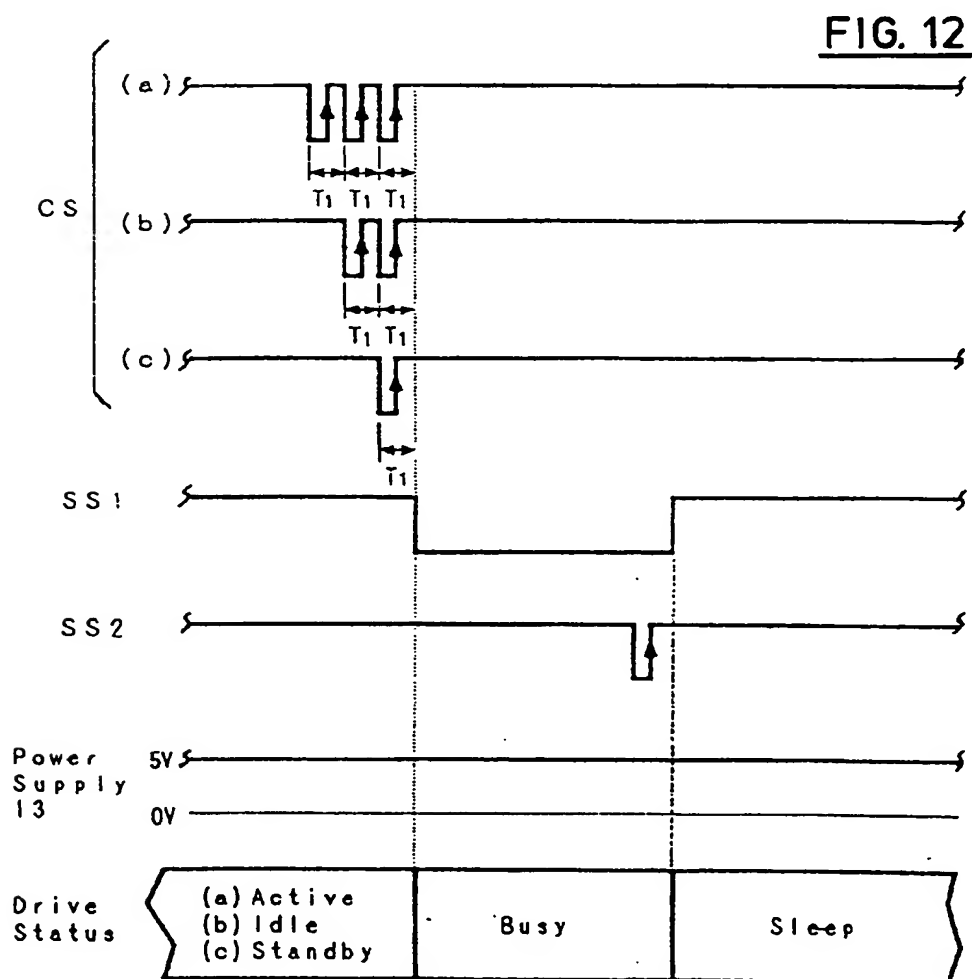 FIG. 12
(a)
T1 T1 T1
CS
(b)
T1 T1
(c)
T1
SS1
SS2
Power Supply 13
5V
0V
Drive Status
(a) Active
(b) Idle
(c) Standby
Busy
Sleep